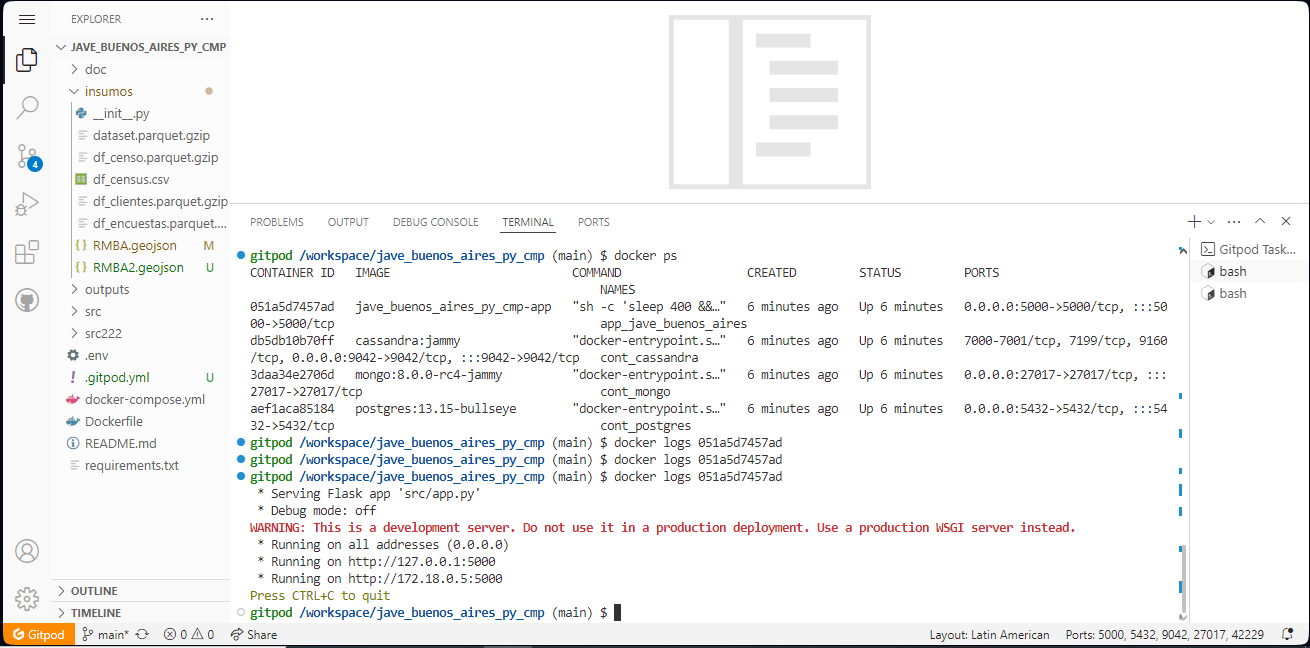 EXPLORER
JAVE_BUENOS_AIRES_PY_CMP
doc
insumos
__init__.py
dataset.parquet.gzip
df_censo.parquet.gzip
df_census.csv
df_clientes.parquet.gzip
df_encuestas.parquet....
RMBA.geojson M
RMBA2.geojson U
outputs
src
src222
.env
.gitpod.yml U
docker-compose.yml
Dockerfile
README.md
requirements.txt
OUTLINE
TIMELINE
4
PROBLEMS OUTPUT DEBUG CONSOLE TERMINAL PORTS
gitpod /workspace/jave_buenos_aires_py_cmp (main) $ docker ps
CONTAINER ID IMAGE COMMAND CREATED STATUS PORTS
NAMES
051a5d7457ad jave_buenos_aires_py_cmp-app "sh -c 'sleep 400 &&…" 6 minutes ago Up 6 minutes 0.0.0.0:5000->5000/tcp, :::50
00->5000/tcp app_jave_buenos_aires
db5db10b70ff cassandra:jammy "docker-entrypoint.s…" 6 minutes ago Up 6 minutes 7000-7001/tcp, 7199/tcp, 9160
/tcp, 0.0.0.0:9042->9042/tcp, :::9042->9042/tcp cont_cassandra
3daa34e2706d mongo:8.0.0-rc4-jammy "docker-entrypoint.s…" 6 minutes ago Up 6 minutes 0.0.0.0:27017->27017/tcp, :::
27017->27017/tcp cont_mongo
aef1aca85184 postgres:13.15-bullseye "docker-entrypoint.s…" 6 minutes ago Up 6 minutes 0.0.0.0:5432->5432/tcp, :::54
32->5432/tcp cont_postgres
gitpod /workspace/jave_buenos_aires_py_cmp (main) $ docker logs 051a5d7457ad
gitpod /workspace/jave_buenos_aires_py_cmp (main) $ docker logs 051a5d7457ad
gitpod /workspace/jave_buenos_aires_py_cmp (main) $ docker logs 051a5d7457ad
* Serving Flask app 'src/app.py'
* Debug mode: off
WARNING: This is a development server. Do not use it in a production deployment. Use a production WSGI server instead.
* Running on all addresses (0.0.0.0)
* Running on http://127.0.0.1:5000
* Running on http://172.18.0.5:5000
Press CTRL+C to quit
gitpod /workspace/jave_buenos_aires_py_cmp (main) $
Gitpod Task...
bash
bash
Gitpod main* 0 0 Share Layout: Latin American Ports: 5000, 5432, 9042, 27017, 42229